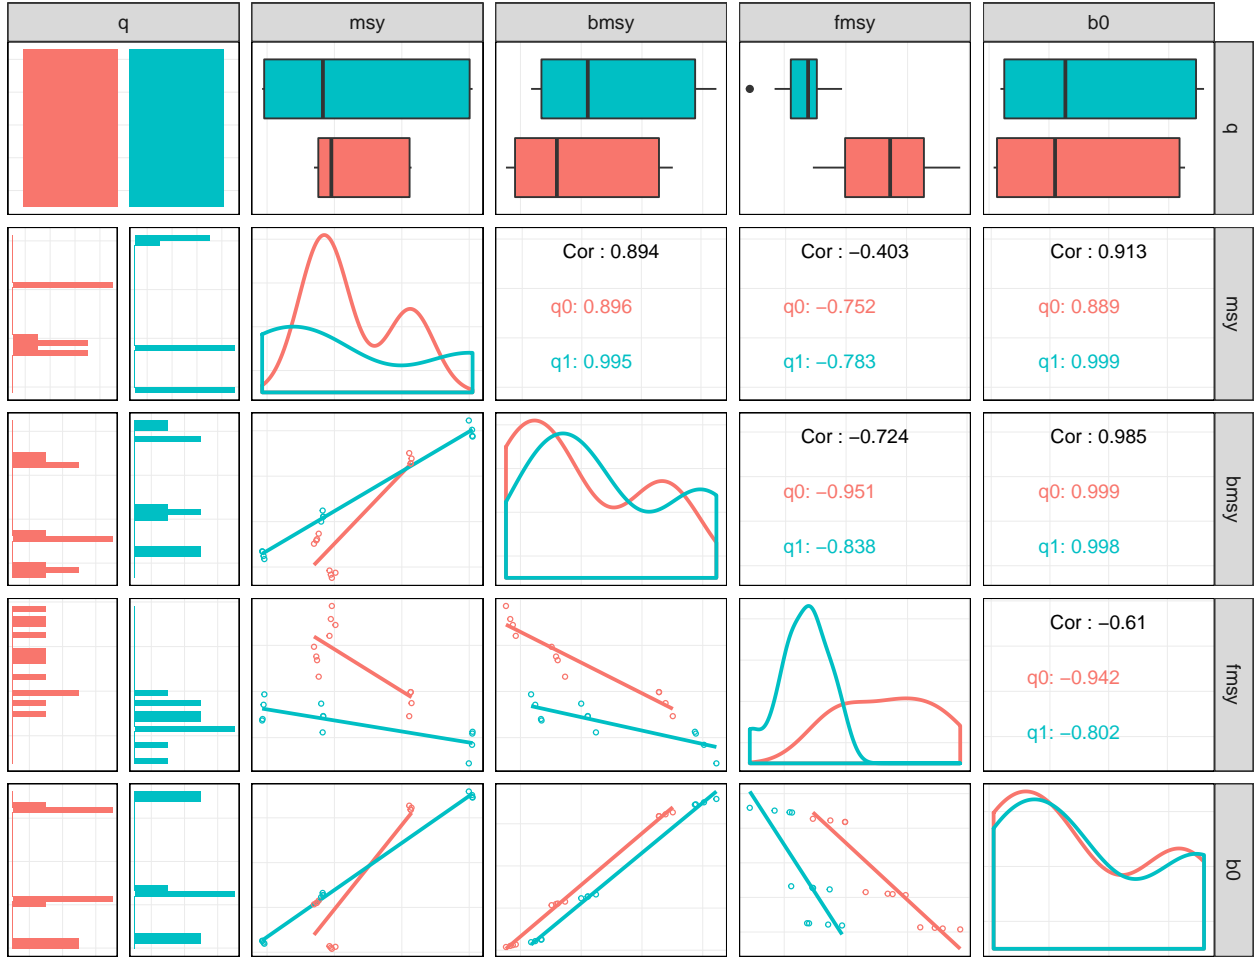 q
msy
bmsy
fmsy
b0
q
Cor : 0.894
Cor : −0.403
Cor : 0.913
q0: 0.896
q0: −0.752
q0: 0.889
q1: 0.995
q1: −0.783
q1: 0.999
msy
Cor : −0.724
Cor : 0.985
q0: −0.951
q0: 0.999
q1: −0.838
q1: 0.998
bmsy
Cor : −0.61
q0: −0.942
q1: −0.802
fmsy
b0